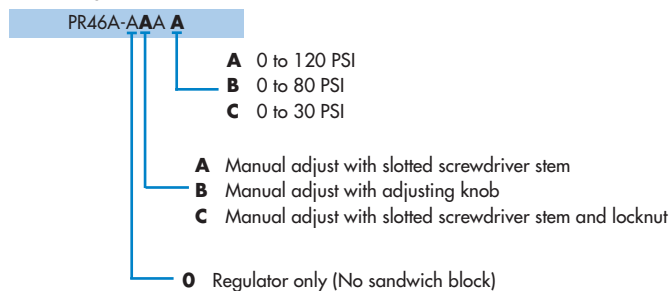 PR46A-AAA A
A 0 to 120 PSI
B 0 to 80 PSI
C 0 to 30 PSI
A Manual adjust with slotted screwdriver stem
B Manual adjust with adjusting knob
C Manual adjust with slotted screwdriver stem and locknut
0 Regulator only (No sandwich block)